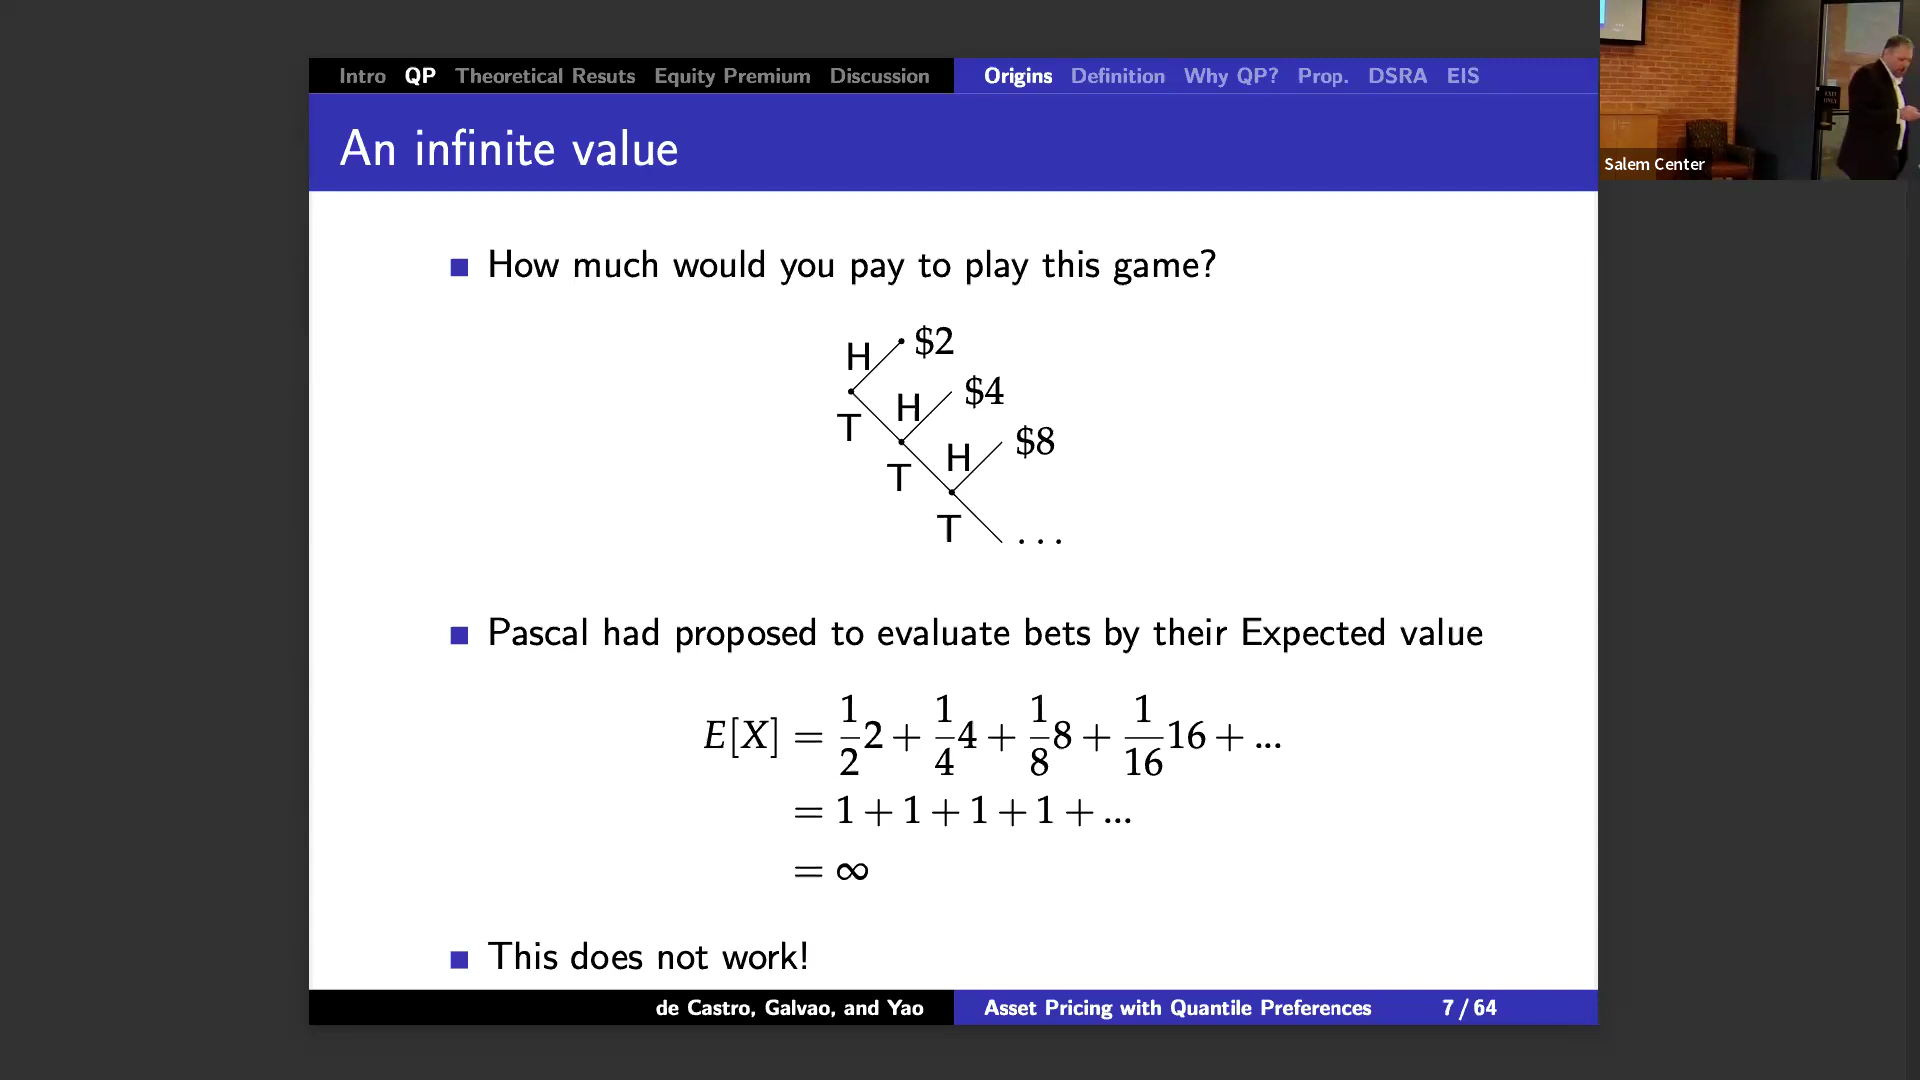 Intro QP Theoretical Resuts Equity Premium Discussion Origins Definition Why QP? Prop. DSRA EIS
An infinite value
Salem Center
How much would you pay to play this game?
H $2
T H $4
T H $8
T ...
Pascal had proposed to evaluate bets by their Expected value
E[X] = 1/2 2 + 1/4 4 + 1/8 8 + 1/16 16 + ...
= 1 + 1 + 1 + 1 + ...
= ∞
This does not work!
de Castro, Galvao, and Yao Asset Pricing with Quantile Preferences 7 / 64